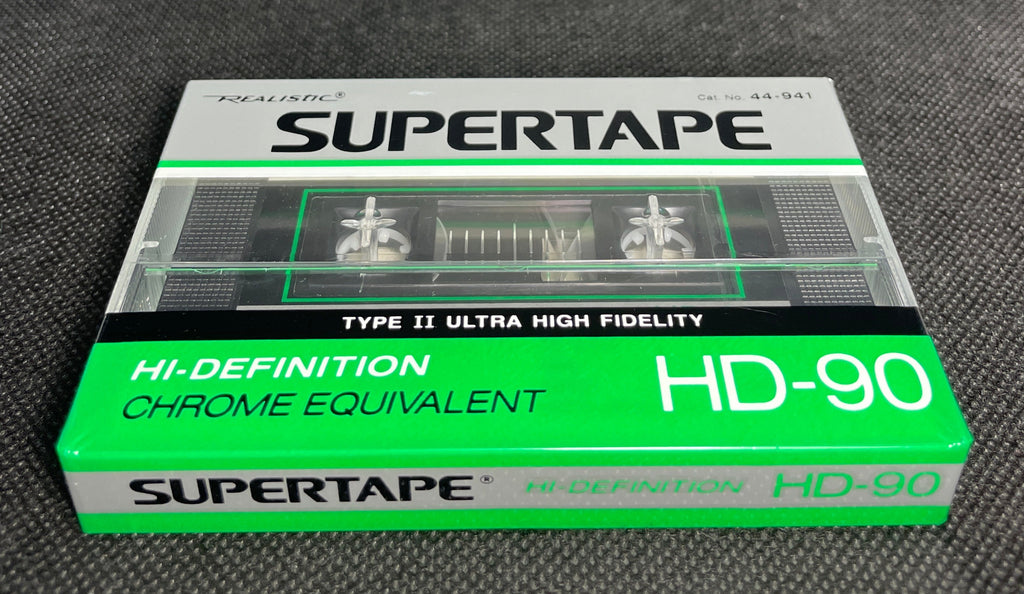 REALISTIC®
Cat. No. 44-941
SUPERTAPE
TYPE II ULTRA HIGH FIDELITY
HI-DEFINITION
CHROME EQUIVALENT
HD-90
SUPERTAPE® HI-DEFINITION HD-90